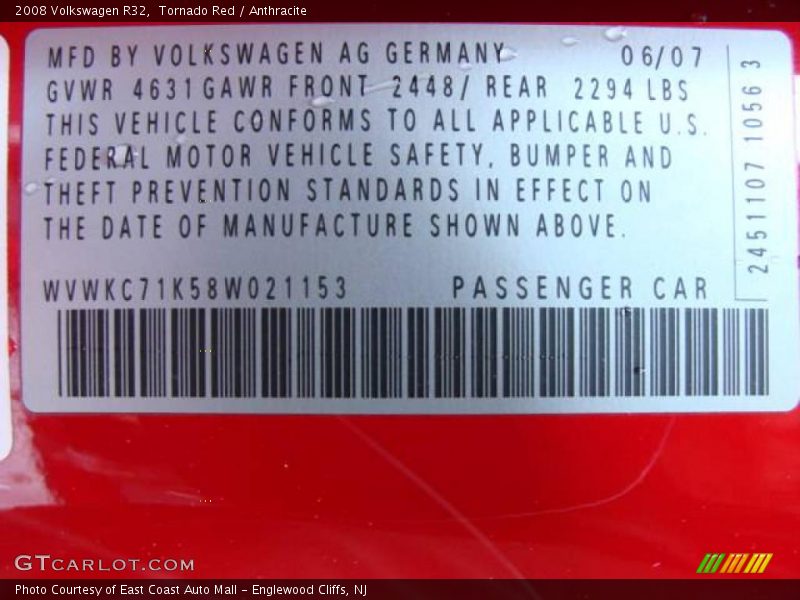 2008 Volkswagen R32,  Tornado Red / Anthracite
MFD BY VOLKSWAGEN AG GERMANY 06/07
GVWR 4631 GAWR FRONT 2448/ REAR 2294 LBS
THIS VEHICLE CONFORMS TO ALL APPLICABLE U.S.
FEDERAL MOTOR VEHICLE SAFETY, BUMPER AND
THEFT PREVENTION STANDARDS IN EFFECT ON
THE DATE OF MANUFACTURE SHOWN ABOVE.
WVWKC71K58W021153 PASSENGER CAR
2451107 1056 3
GTCARLOT.COM
Photo Courtesy of East Coast Auto Mall - Englewood Cliffs, NJ